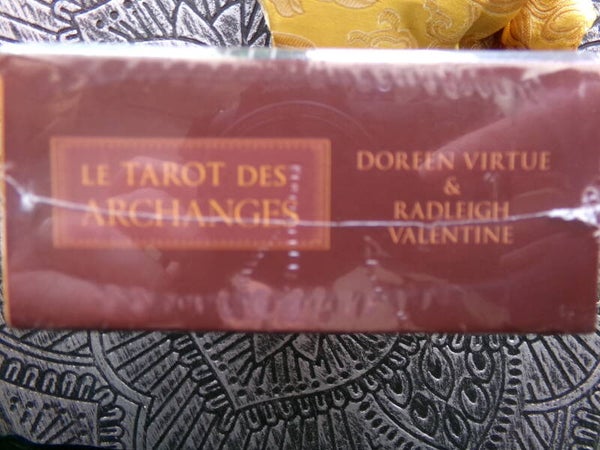 LE TAROT DES
ARCHANGES
DOREEN VIRTUE
&
RADLEIGH
VALENTINE